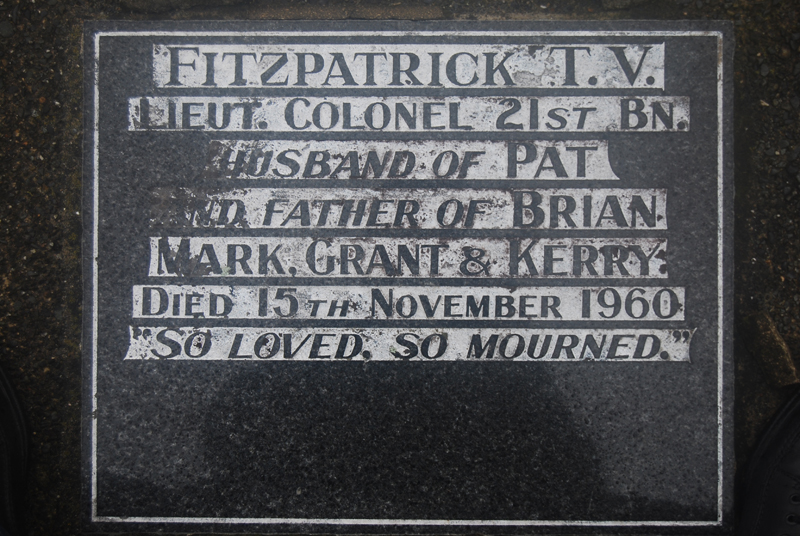 FITZPATRICK T. V.
LIEUT. COLONEL 21ST BN.
HUSBAND OF PAT
AND FATHER OF BRIAN
MARK, GRANT & KERRY.
DIED 15TH NOVEMBER 1960
"SO LOVED, SO MOURNED."